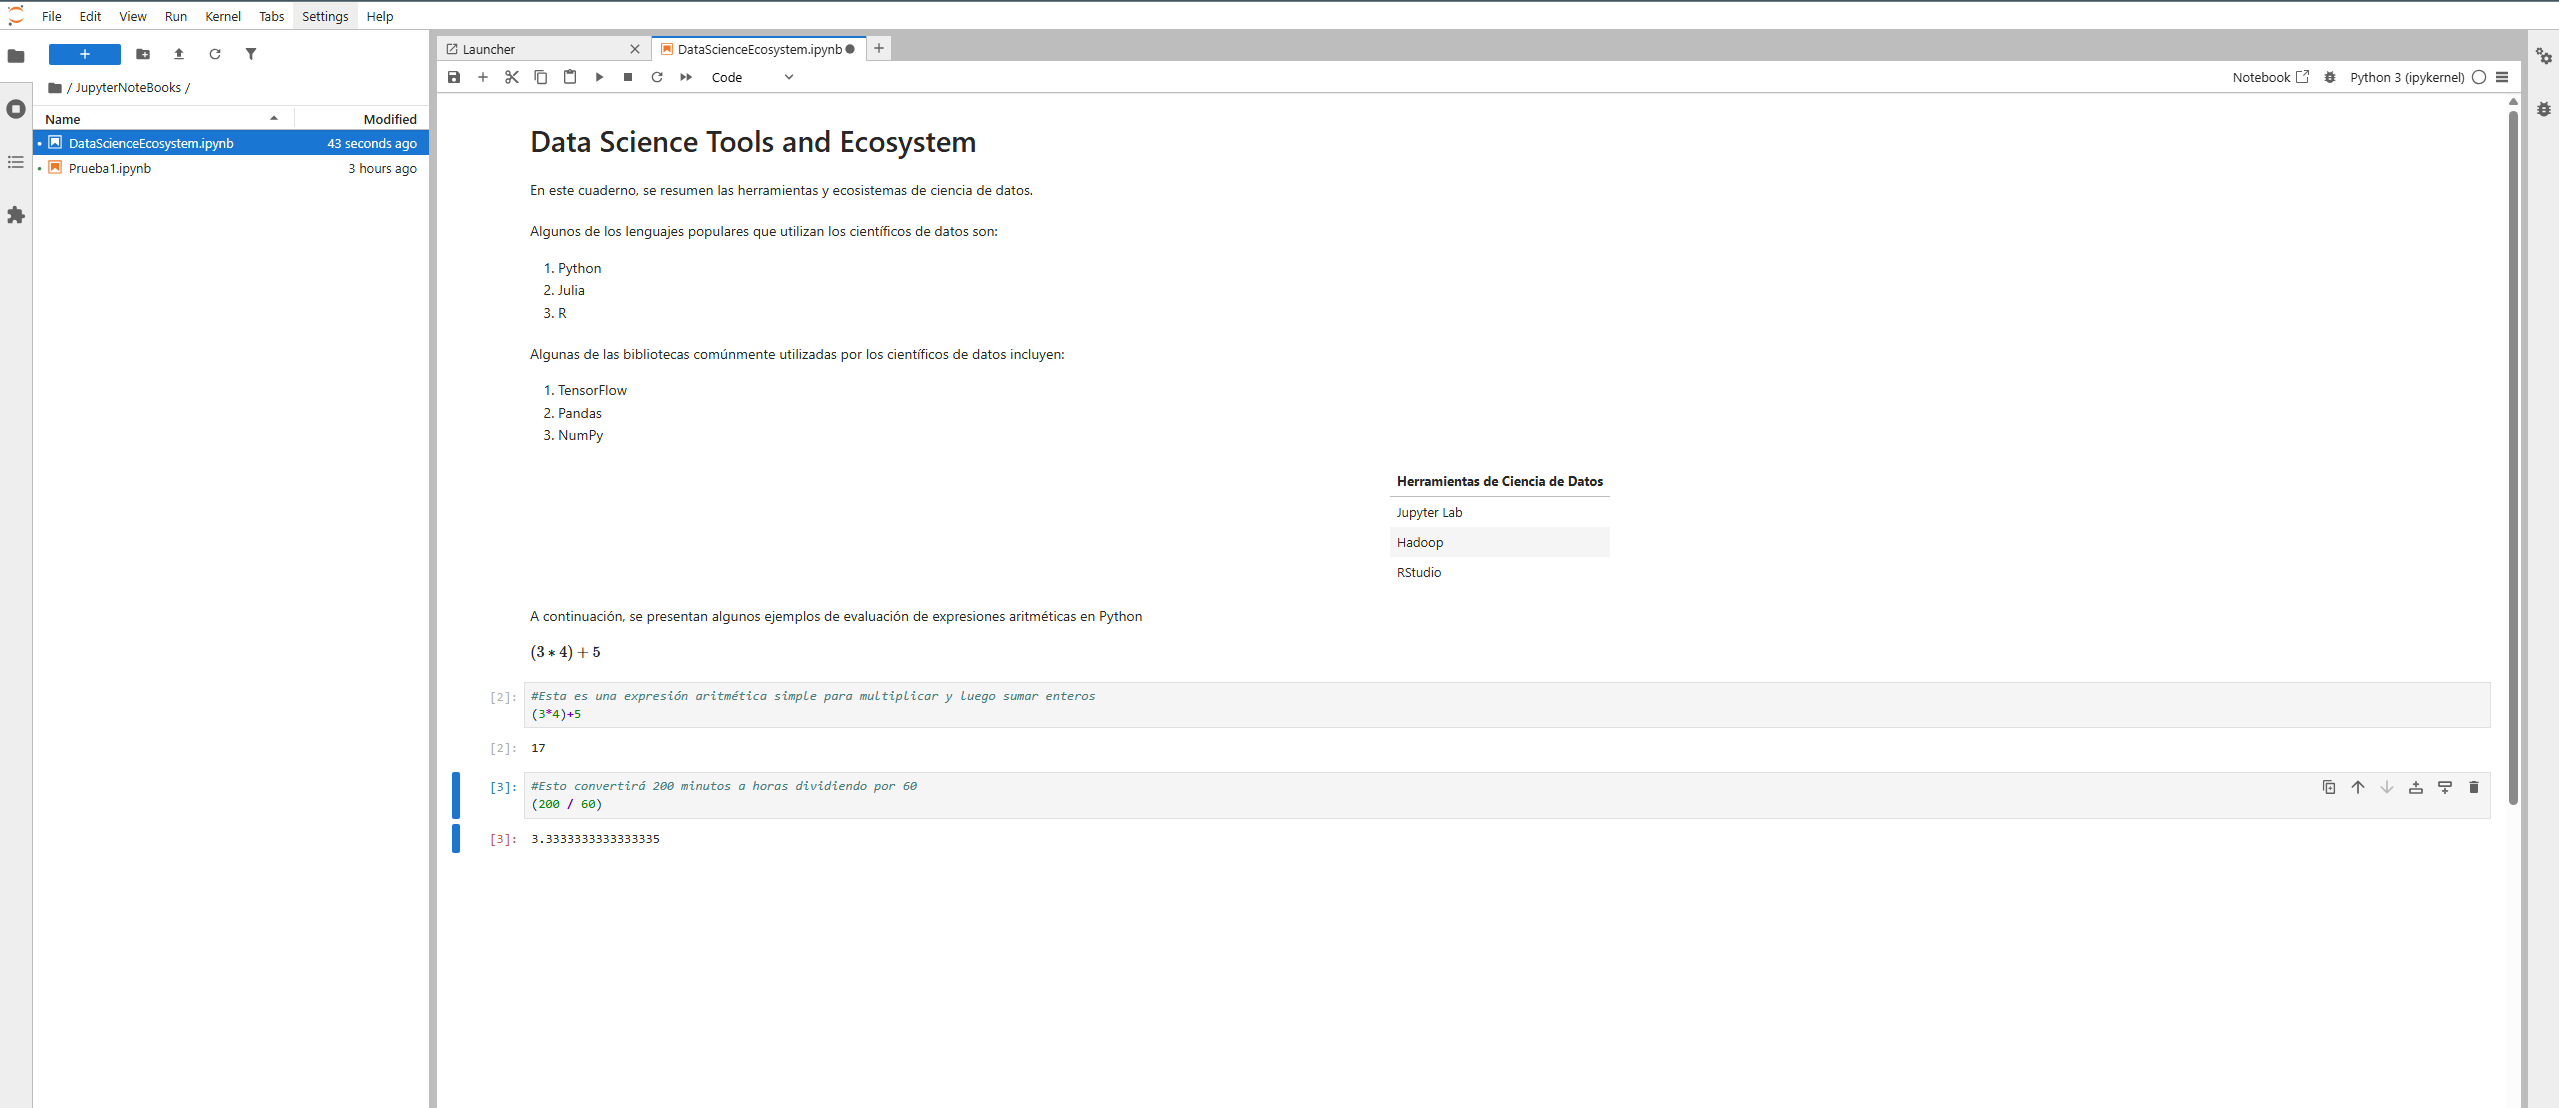 File Edit View Run Kernel Tabs Settings Help
+
/ JupyterNoteBooks /
Name Modified
DataScienceEcosystem.ipynb 43 seconds ago
Prueba1.ipynb 3 hours ago
Launcher DataScienceEcosystem.ipynb
Code
Notebook Python 3 (ipykernel)
Data Science Tools and Ecosystem
En este cuaderno, se resumen las herramientas y ecosistemas de ciencia de datos.
Algunos de los lenguajes populares que utilizan los científicos de datos son:
1. Python
2. Julia
3. R
Algunas de las bibliotecas comúnmente utilizadas por los científicos de datos incluyen:
1. TensorFlow
2. Pandas
3. NumPy
Herramientas de Ciencia de Datos
Jupyter Lab
Hadoop
RStudio
A continuación, se presentan algunos ejemplos de evaluación de expresiones aritméticas en Python
(3 * 4) + 5
[2]: #Esta es una expresión aritmética simple para multiplicar y luego sumar enteros
(3*4)+5
[2]: 17
[3]: #Esto convertirá 200 minutos a horas dividiendo por 60
(200 / 60)
[3]: 3.3333333333333335